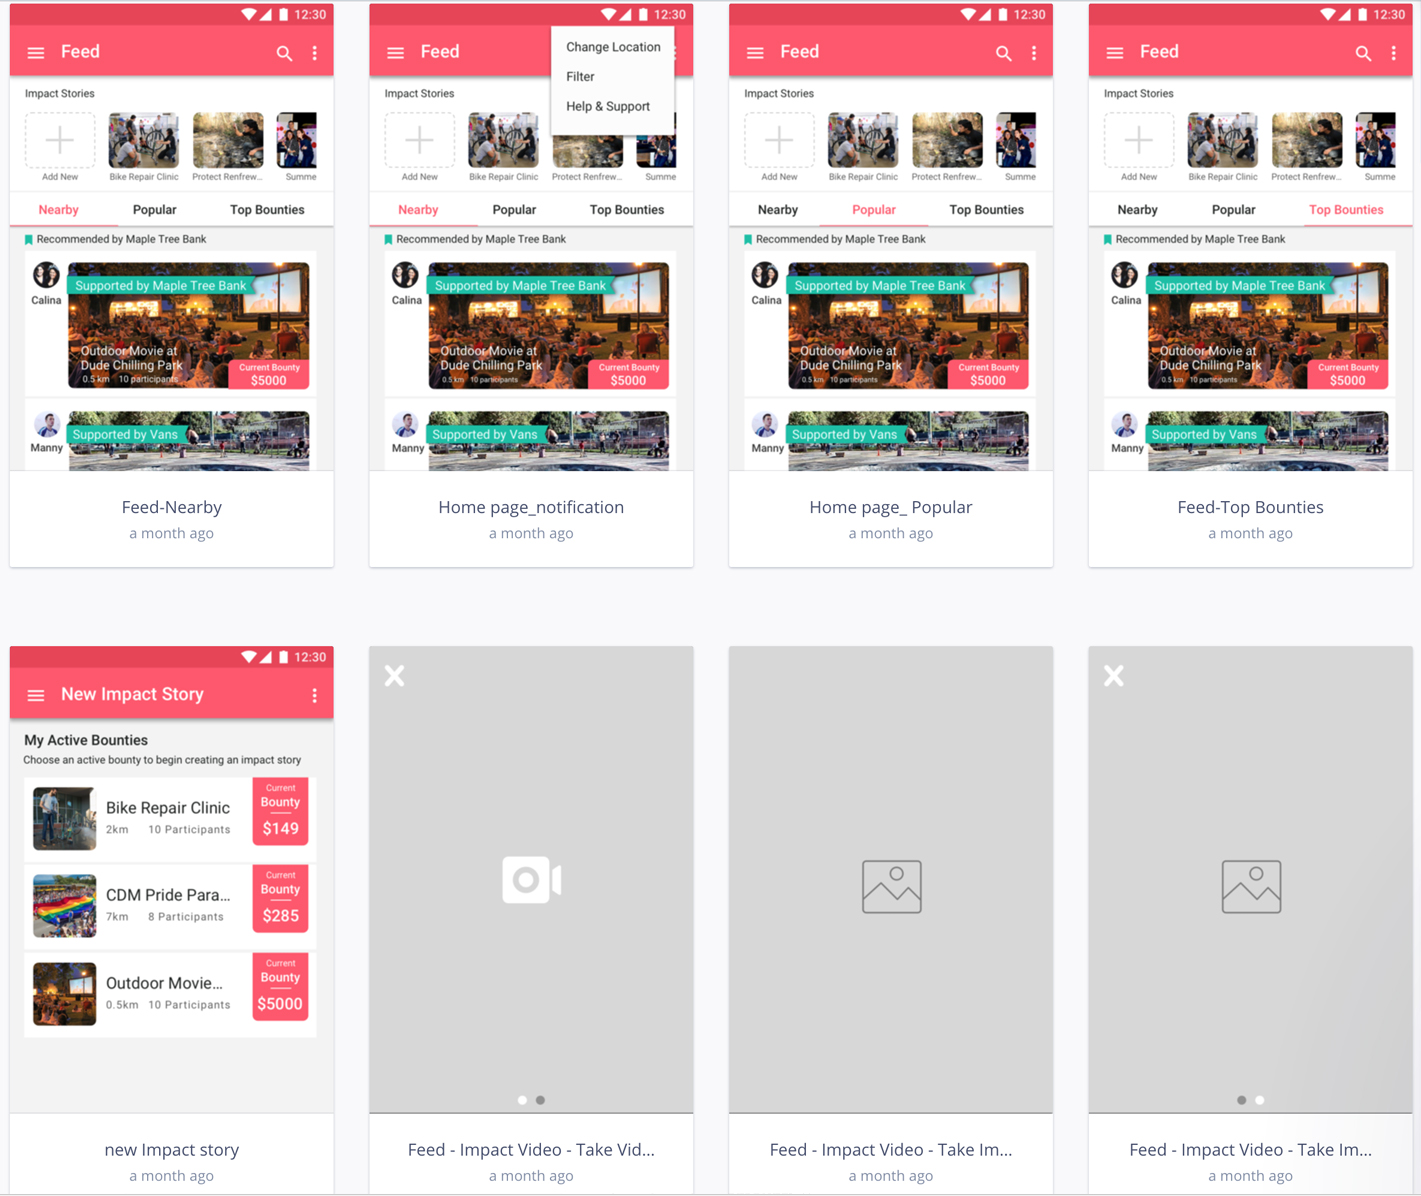 12:30
Feed
Impact Stories
Add New
Bike Repair Clinic
Protect Renfrew...
Summe
Nearby
Popular
Top Bounties
Recommended by Maple Tree Bank
Calina
Supported by Maple Tree Bank
Outdoor Movie at
Dude Chilling Park
0.5 km 10 participants
Current Bounty
$5000
Manny
Supported by Vans
Feed-Nearby
a month ago
12:30
Feed
Change Location
Filter
Help & Support
Impact Stories
Add New
Bike Repair Clinic
Protect Renfrew...
Summe
Nearby
Popular
Top Bounties
Recommended by Maple Tree Bank
Calina
Supported by Maple Tree Bank
Outdoor Movie at
Dude Chilling Park
0.5 km 10 participants
Current Bounty
$5000
Manny
Supported by Vans
Home page_notification
a month ago
12:30
Feed
Impact Stories
Add New
Bike Repair Clinic
Protect Renfrew...
Summe
Nearby
Popular
Top Bounties
Recommended by Maple Tree Bank
Calina
Supported by Maple Tree Bank
Outdoor Movie at
Dude Chilling Park
0.5 km 10 participants
Current Bounty
$5000
Manny
Supported by Vans
Home page_ Popular
a month ago
12:30
Feed
Impact Stories
Add New
Bike Repair Clinic
Protect Renfrew...
Summe
Nearby
Popular
Top Bounties
Recommended by Maple Tree Bank
Calina
Supported by Maple Tree Bank
Outdoor Movie at
Dude Chilling Park
0.5 km 10 participants
Current Bounty
$5000
Manny
Supported by Vans
Feed-Top Bounties
a month ago
12:30
New Impact Story
My Active Bounties
Choose an active bounty to begin creating an impact story
Bike Repair Clinic
2km 10 Participants
Current
Bounty
$149
CDM Pride Para...
7km 8 Participants
Current
Bounty
$285
Outdoor Movie...
0.5km 10 Participants
Current
Bounty
$5000
new Impact story
a month ago
Feed - Impact Video - Take Vid...
a month ago
Feed - Impact Video - Take Im...
a month ago
Feed - Impact Video - Take Im...
a month ago